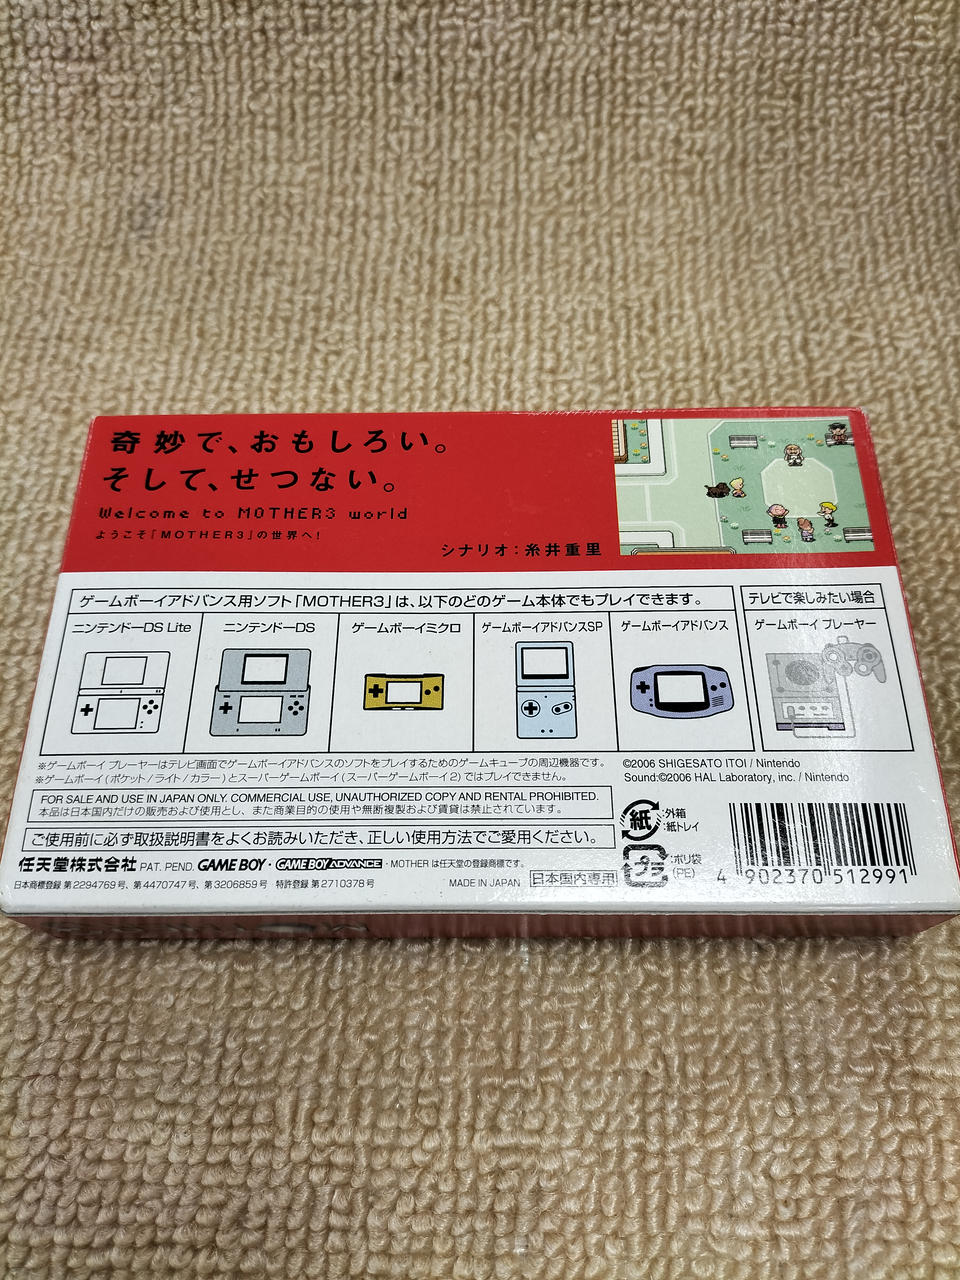 奇妙で、おもしろい。
そして、せつない。
Welcome to MOTHER3 world
ようこそ「MOTHER3」の世界へ!
シナリオ:糸井重里
ゲームボーイアドバンス用ソフト「MOTHER3」は、以下のどのゲーム本体でもプレイできます。
テレビで楽しみたい場合
ニンテンドーDS Lite
ニンテンドーDS
ゲームボーイミクロ
ゲームボーイアドバンスSP
ゲームボーイアドバンス
ゲームボーイ プレーヤー
※ゲームボーイ プレーヤーはテレビ画面でゲームボーイアドバンスのソフトをプレイするためのゲームキューブの周辺機器です。
※ゲームボーイ(ポケット/ライト/カラー)とスーパーゲームボーイ(スーパーゲームボーイ2)ではプレイできません。
©2006 SHIGESATO ITOI / Nintendo
Sound:©2006 HAL Laboratory, inc. / Nintendo
FOR SALE AND USE IN JAPAN ONLY. COMMERCIAL USE, UNAUTHORIZED COPY AND RENTAL PROHIBITED.
本品は日本国内だけの販売および使用とし、また商業目的の使用や無断複製および賃貸は禁止されています。
ご使用前に必ず取扱説明書をよくお読みいただき、正しい使用方法でご愛用ください。
紙
:外箱
:紙トレイ
プラ
:ポリ袋
(PE)
任天堂株式会社 PAT. PEND. GAME BOY・GAME BOY ADVANCE・MOTHER は任天堂の登録商標です。
日本商標登録 第2294769号、第4470747号、第3206859号 特許登録 第2710378号
MADE IN JAPAN
日本国内専用
4 902370 512991